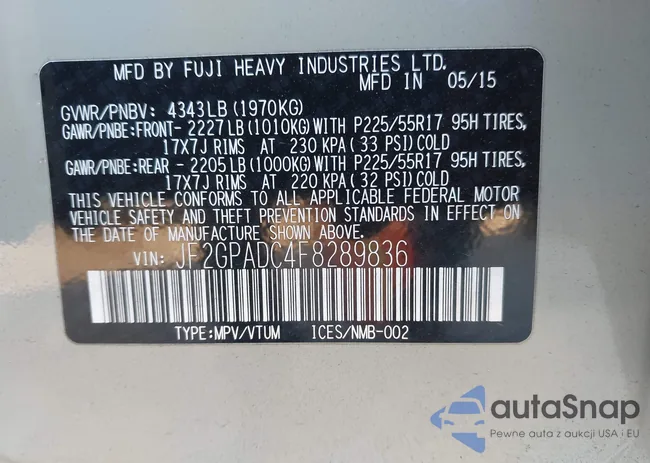 MFD BY FUJI HEAVY INDUSTRIES LTD.
MFD IN 05/15
GVWR/PNBV: 4343LB(1970KG)
GAWR/PNBE:FRONT- 2227LB(1010KG)WITH P225/55R17 95H TIRES,
17X7J RIMS AT 230 KPA(33 PSI)COLD
GAWR/PNBE:REAR - 2205LB(1000KG)WITH P225/55R17 95H TIRES,
17X7J RIMS AT 220 KPA(32 PSI)COLD
THIS VEHICLE CONFORMS TO ALL APPLICABLE FEDERAL MOTOR
VEHICLE SAFETY AND THEFT PREVENTION STANDARDS IN EFFECT
ON THE DATE OF MANUFACTURE SHOWN ABOVE.
VIN: JF2GPADC4F8289836
TYPE:MPV/VTUM ICES/NMB-002
autaSnap
Pewne auta z aukcji USA i EU